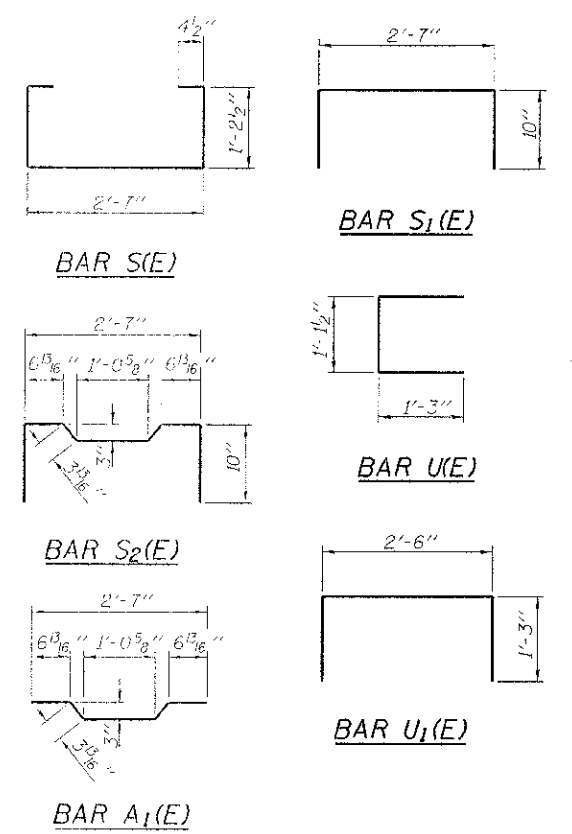 4½"
1'-2½"
2'-7"
BAR S(E)
2'-7"
10"
BAR S1(E)
2'-7"
6 13/16" 1'-0 5/8" 6 13/16"
3"
3 13/16"
10"
BAR S2(E)
1'-1½"
1'-3"
BAR U(E)
2'-7"
6 13/16" 1'-0 5/8" 6 13/16"
3"
3 13/16"
BAR A1(E)
2'-6"
1'-3"
BAR U1(E)